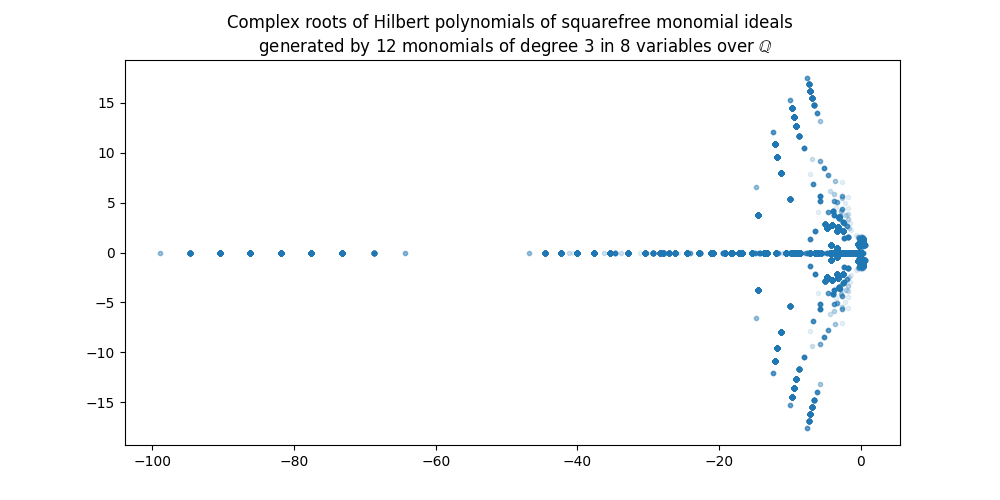 Complex roots of Hilbert polynomials of squarefree monomial ideals
generated by 12 monomials of degree 3 in 8 variables over ℚ
15
10
5
0
−5
−10
−15
−100 −80 −60 −40 −20 0